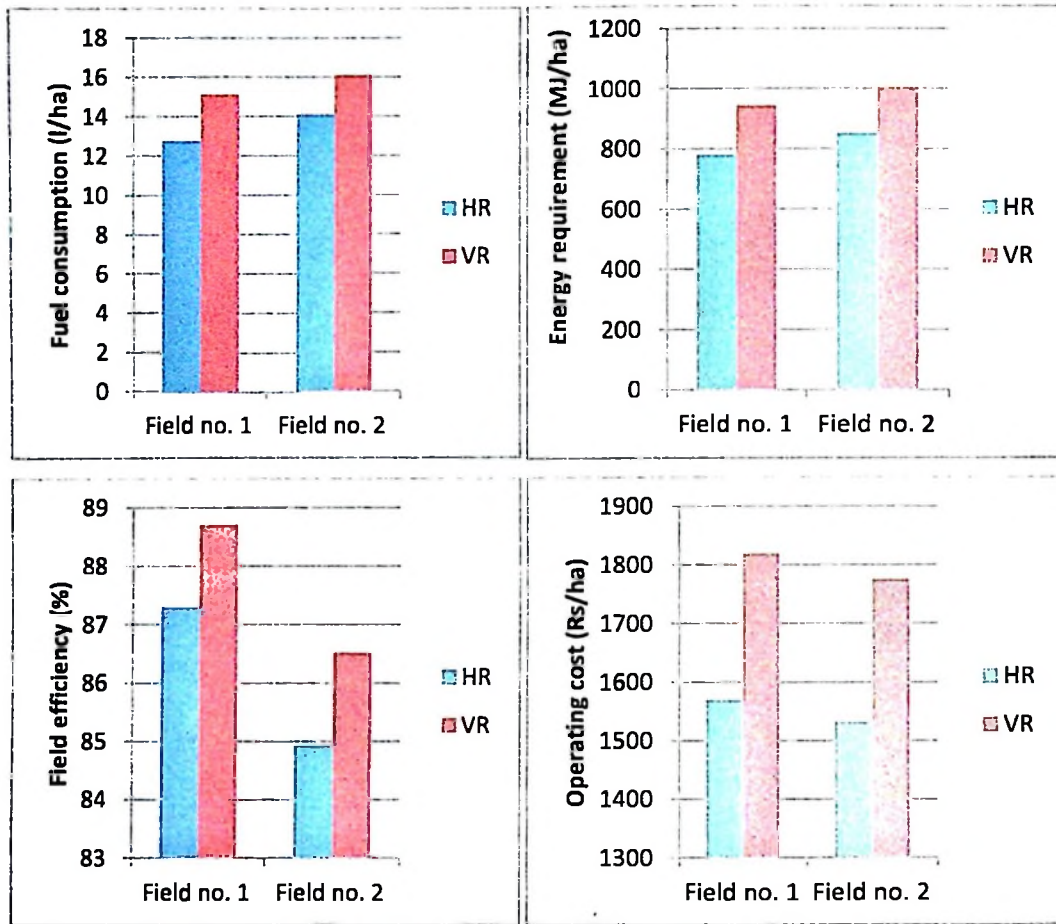 Fuel consumption (l/ha)
18
16
14
12
10
8
6
4
2
0
Field no. 1 Field no. 2
HR
VR
Energy requirement (MJ/ha)
1200
1000
800
600
400
200
0
Field no. 1 Field no. 2
HR
VR
Field efficiency (%)
89
88
87
86
85
84
83
Field no. 1 Field no. 2
HR
VR
Operating cost (Rs/ha)
1900
1800
1700
1600
1500
1400
1300
Field no. 1 Field no. 2
HR
VR